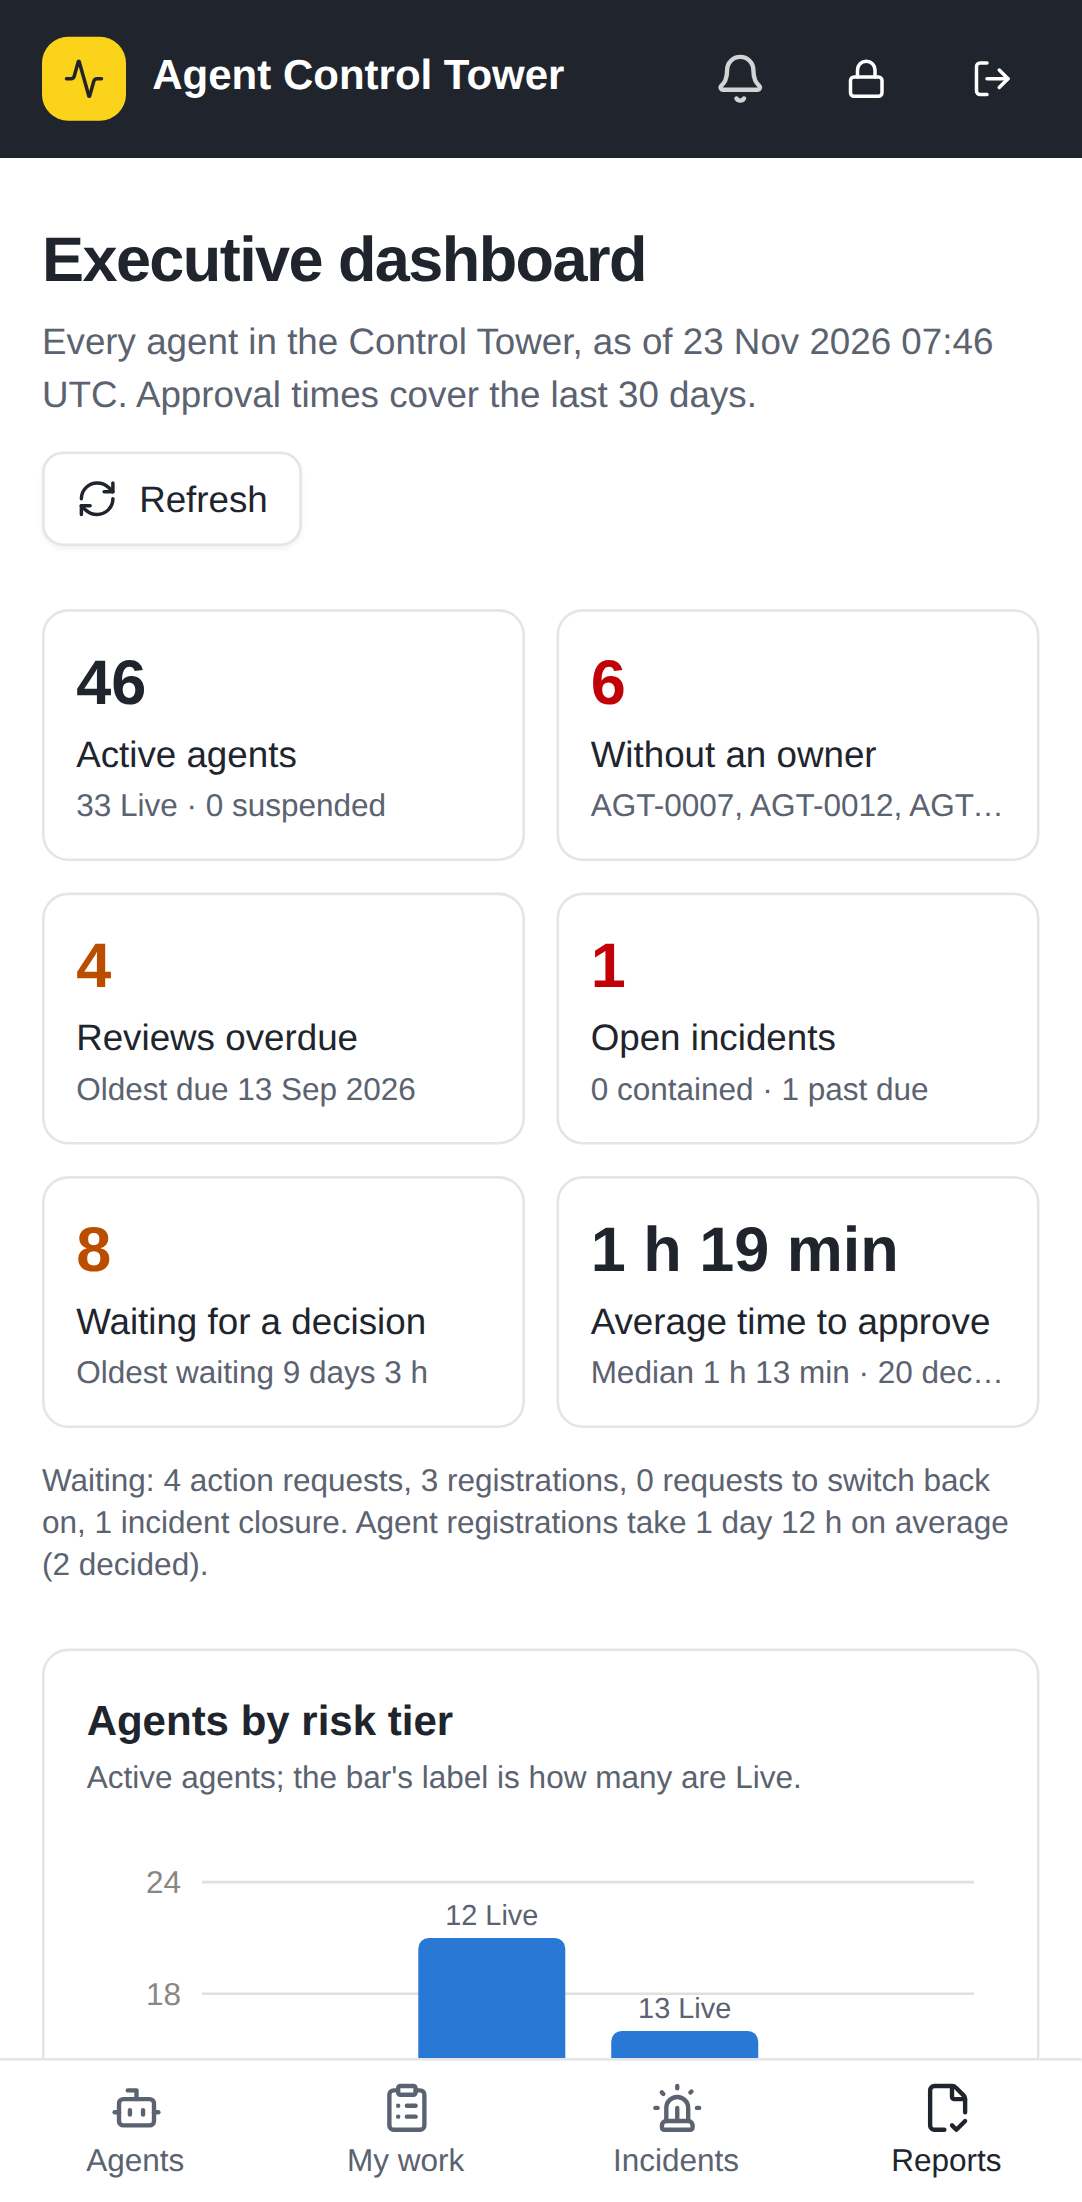 Agent Control Tower
Executive dashboard
Every agent in the Control Tower, as of 23 Nov 2026 07:46
UTC. Approval times cover the last 30 days.
Refresh
46
Active agents
33 Live · 0 suspended
6
Without an owner
AGT-0007, AGT-0012, AGT…
4
Reviews overdue
Oldest due 13 Sep 2026
1
Open incidents
0 contained · 1 past due
8
Waiting for a decision
Oldest waiting 9 days 3 h
1 h 19 min
Average time to approve
Median 1 h 13 min · 20 dec…
Waiting: 4 action requests, 3 registrations, 0 requests to switch back
on, 1 incident closure. Agent registrations take 1 day 12 h on average
(2 decided).
Agents by risk tier
Active agents; the bar's label is how many are Live.
24
12 Live
18
13 Live
Agents
My work
Incidents
Reports